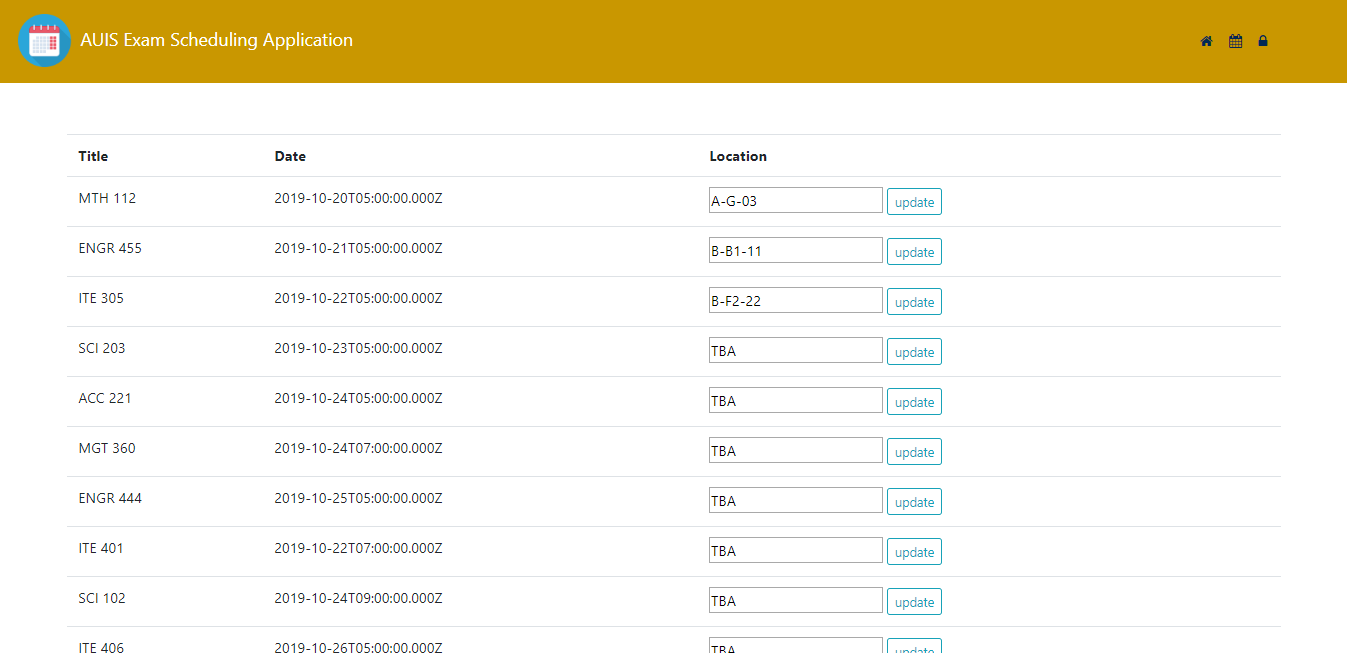 AUIS Exam Scheduling Application
Title Date Location
MTH 112 2019-10-20T05:00:00.000Z A-G-03 update
ENGR 455 2019-10-21T05:00:00.000Z B-B1-11 update
ITE 305 2019-10-22T05:00:00.000Z B-F2-22 update
SCI 203 2019-10-23T05:00:00.000Z TBA update
ACC 221 2019-10-24T05:00:00.000Z TBA update
MGT 360 2019-10-24T07:00:00.000Z TBA update
ENGR 444 2019-10-25T05:00:00.000Z TBA update
ITE 401 2019-10-22T07:00:00.000Z TBA update
SCI 102 2019-10-24T09:00:00.000Z TBA update
ITE 406 2019-10-26T05:00:00.000Z TBA update